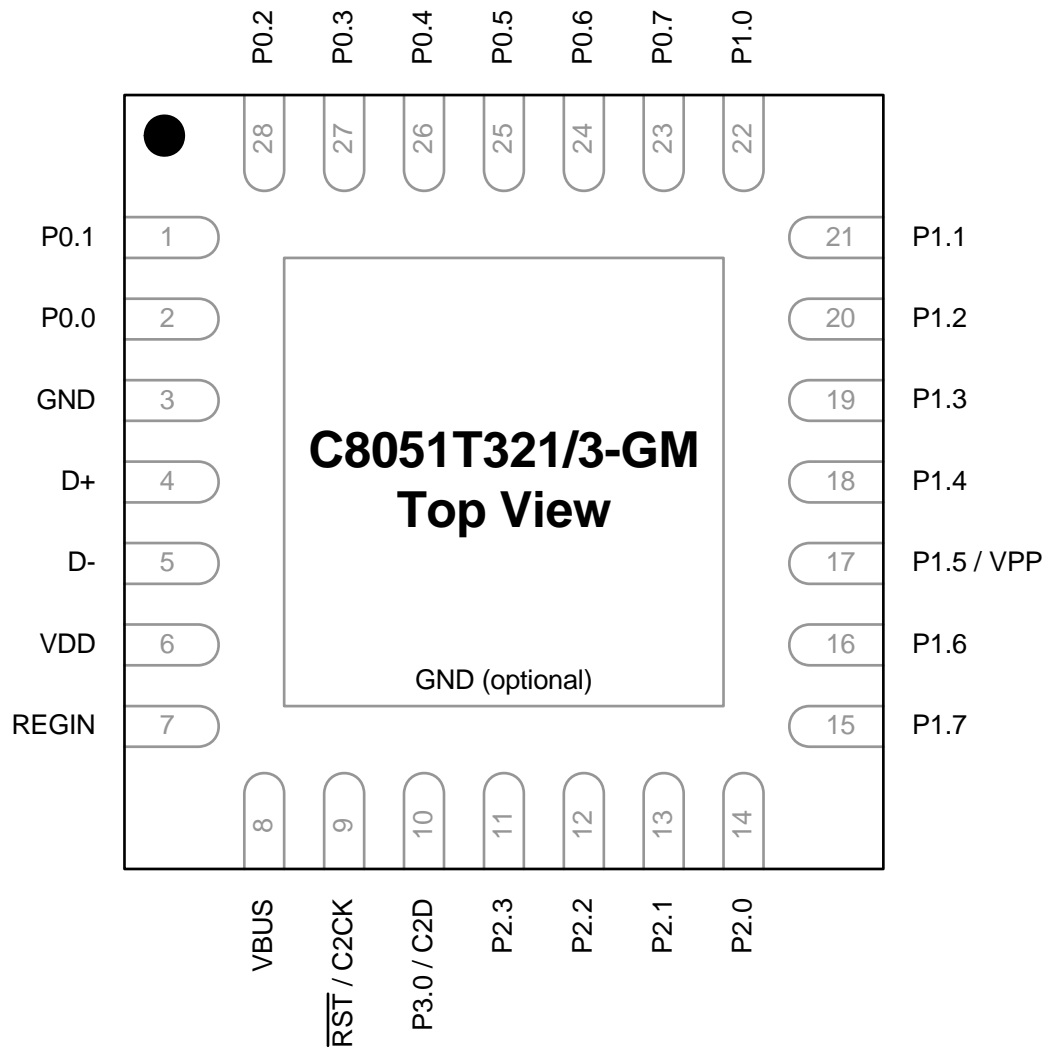 P0.2
P0.3
P0.4
P0.5
P0.6
P0.7
P1.0
28
27
26
25
24
23
22
P0.1
1
21
P1.1
P0.0
2
20
P1.2
GND
3
19
P1.3
C8051T321/3-GM
Top View
D+
4
18
P1.4
D-
5
17
P1.5 / VPP
VDD
6
16
P1.6
GND (optional)
REGIN
7
15
P1.7
8
9
10
11
12
13
14
VBUS
R̅S̅T̅ / C2CK
P3.0 / C2D
P2.3
P2.2
P2.1
P2.0